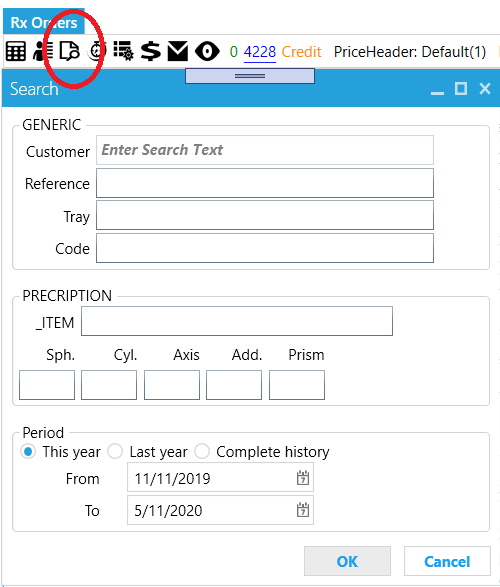 Rx Orders
0 4228 Credit PriceHeader: Default(1)
Search
GENERIC
Customer Enter Search Text
Reference
Tray
Code
PRECRIPTION
_ITEM
Sph. Cyl. Axis Add. Prism
Period
This year Last year Complete history
From 11/11/2019
To 5/11/2020
OK Cancel